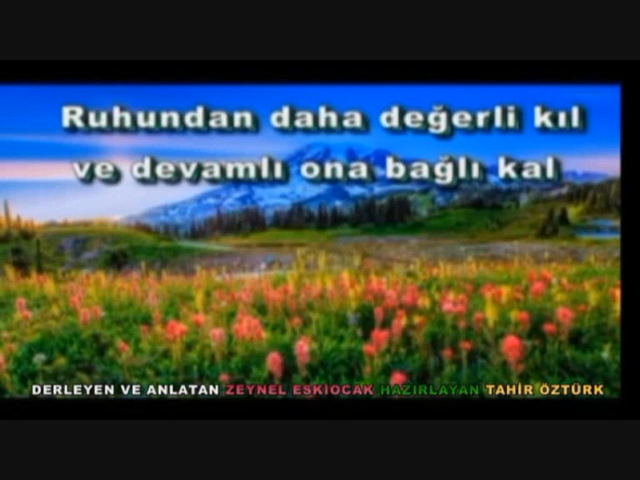 Ruhundan daha değerli kıl
ve devamlı ona bağlı kal
DERLEYEN VE ANLATAN ZEYNEL ESKİOCAK HAZIRLAYAN TAHİR ÖZTÜRK